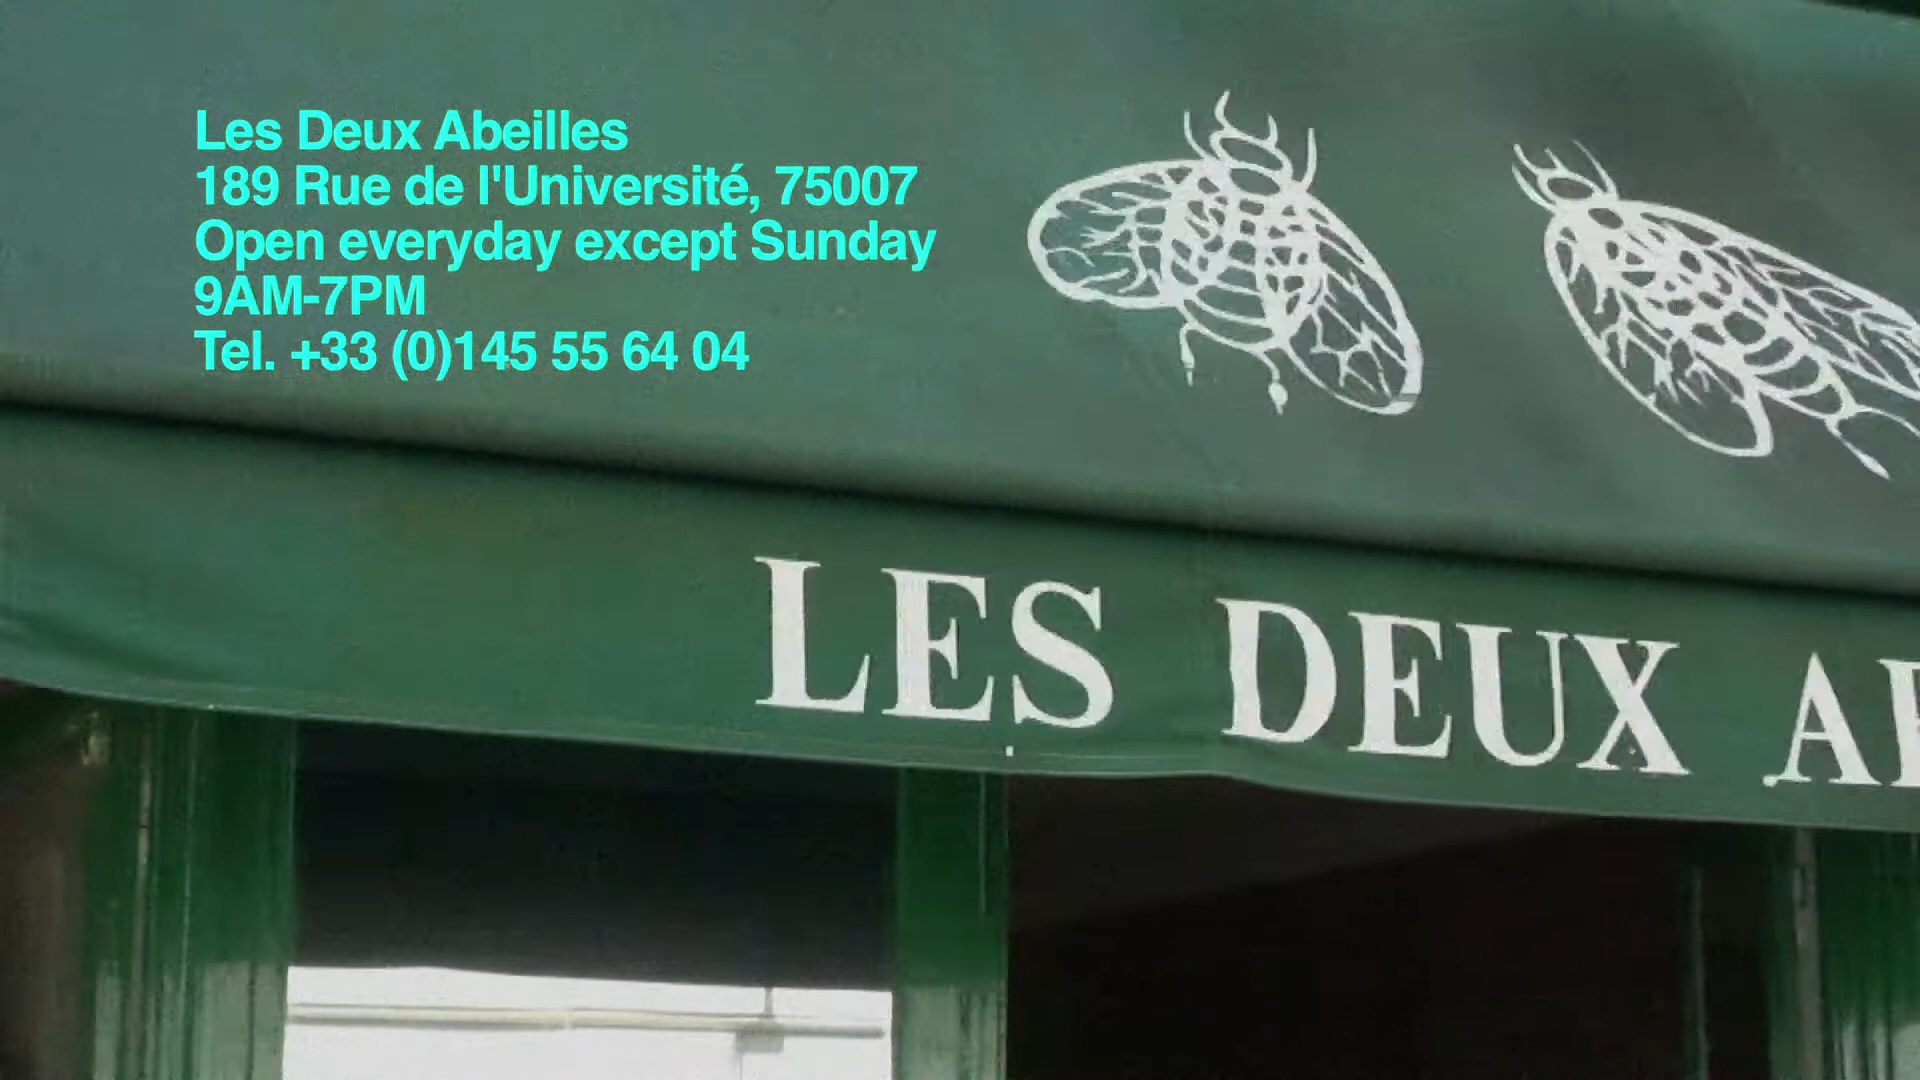 Les Deux Abeilles
189 Rue de l'Université, 75007
Open everyday except Sunday
9AM-7PM
Tel. +33 (0)145 55 64 04
LES DEUX